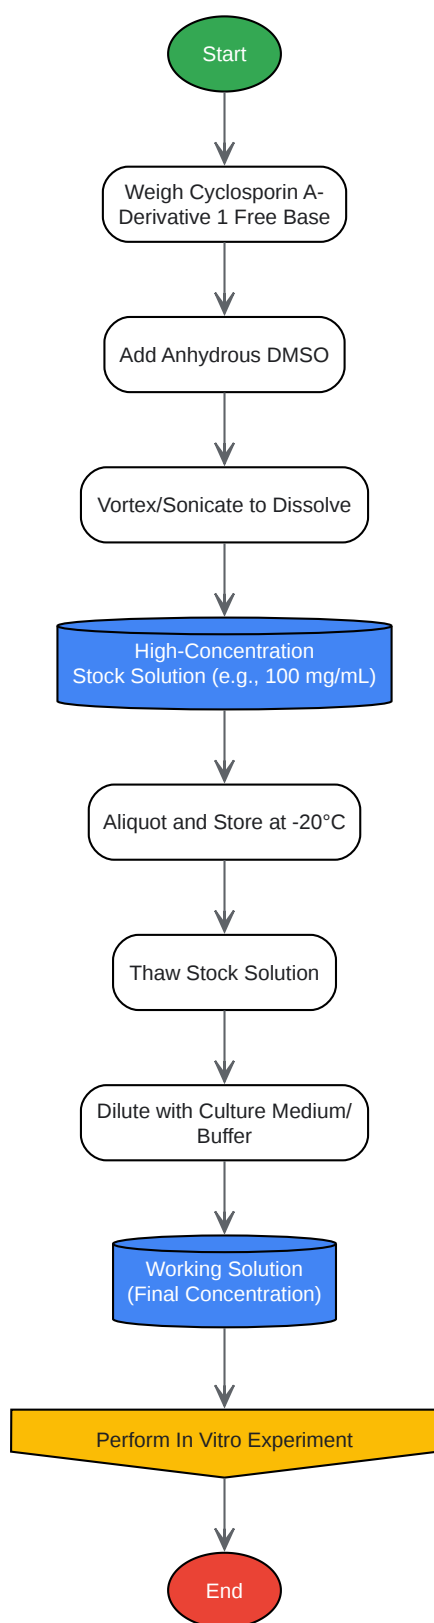 Start
Weigh Cyclosporin A-
Derivative 1 Free Base
Add Anhydrous DMSO
Vortex/Sonicate to Dissolve
High-Concentration
Stock Solution (e.g., 100 mg/mL)
Aliquot and Store at -20°C
Thaw Stock Solution
Dilute with Culture Medium/
Buffer
Working Solution
(Final Concentration)
Perform In Vitro Experiment
End